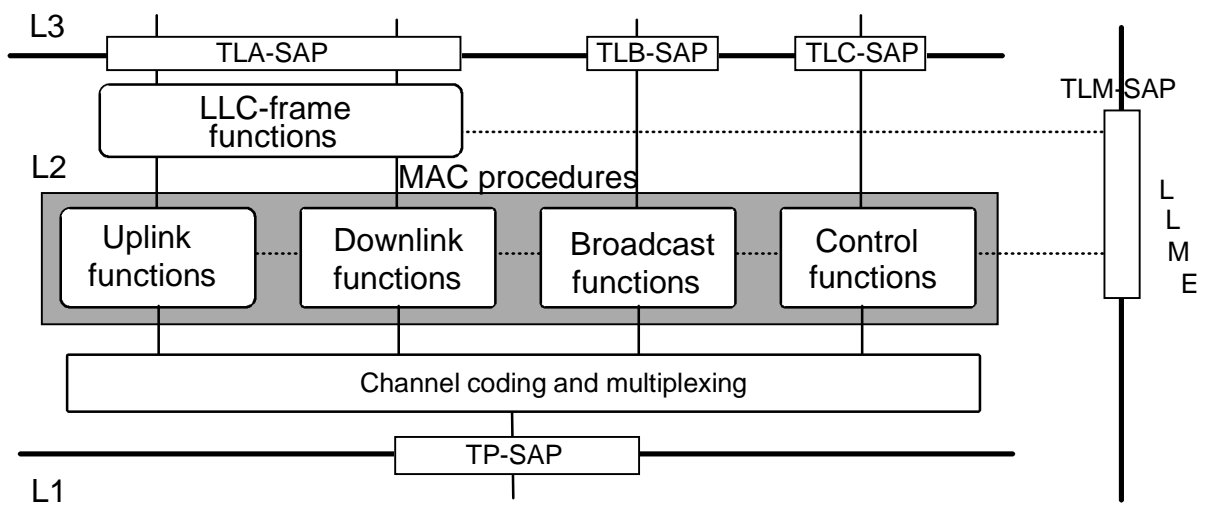 L3
TLA-SAP
TLB-SAP
TLC-SAP
TLM-SAP
LLC-frame
functions
L2
MAC procedures
Uplink
functions
Downlink
functions
Broadcast
functions
Control
functions
L
L
M
E
Channel coding and multiplexing
TP-SAP
L1